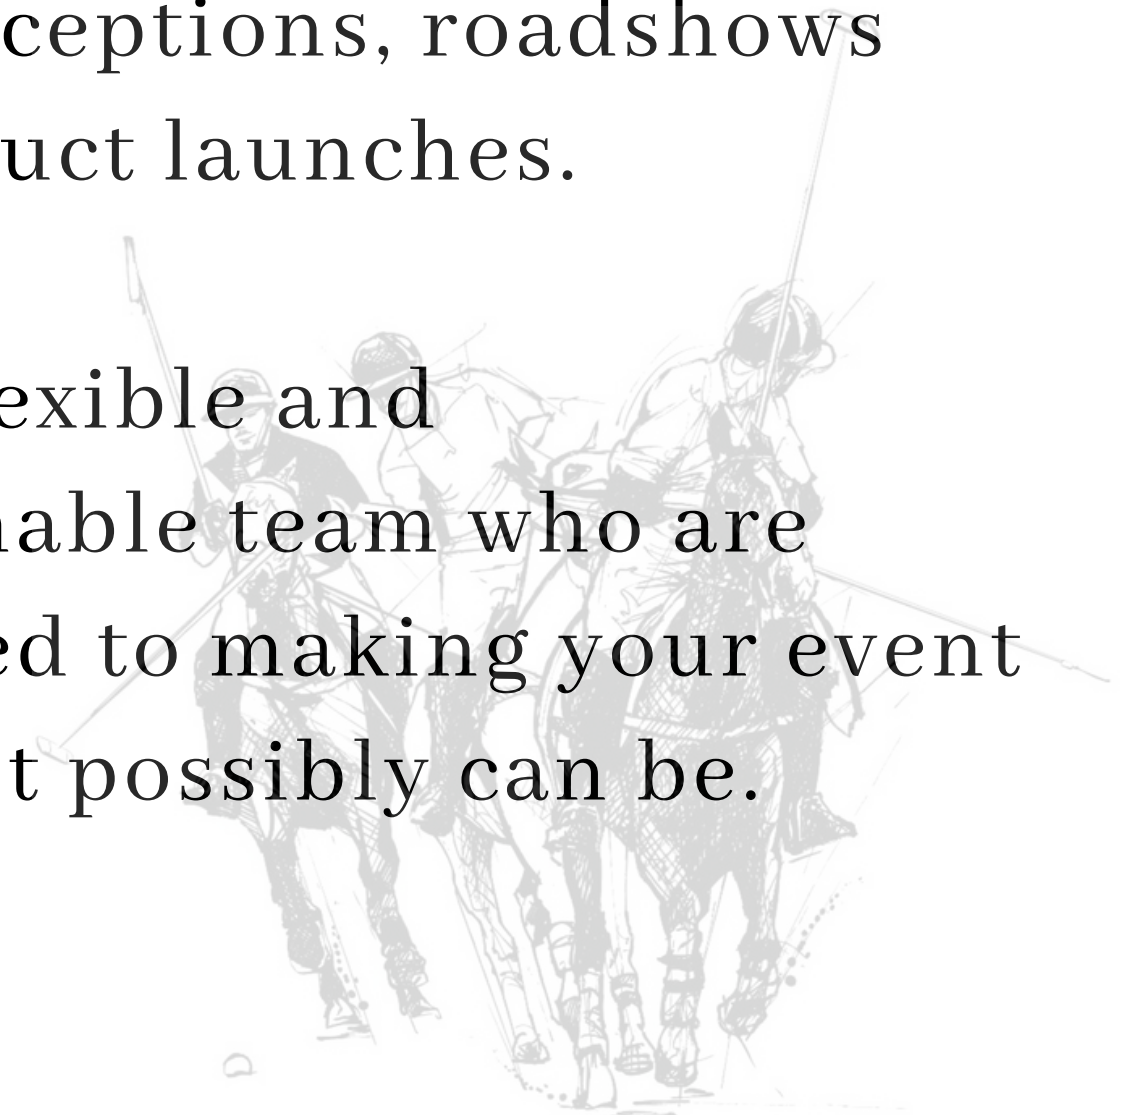 ceptions, roadshows
uct launches.
exible and
able team who are
ed to making your event
t possibly can be.